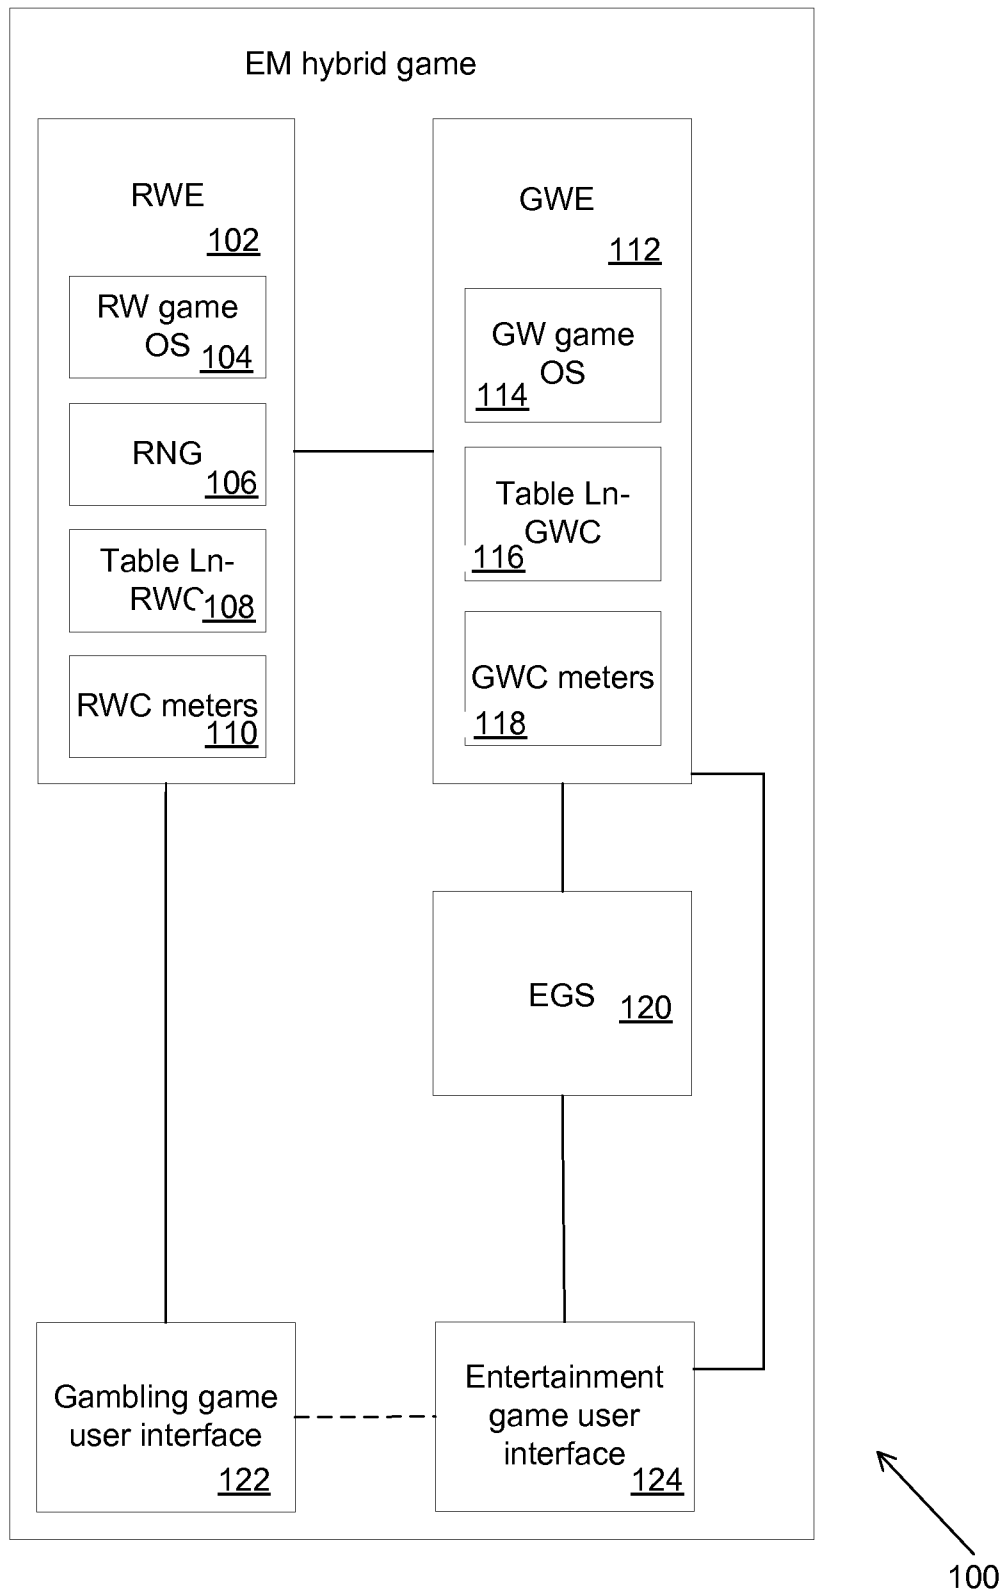 EM hybrid game
RWE
102
RW game
OS 104
RNG
106
Table Ln-
RWC 108
RWC meters
110
GWE
112
GW game
OS
114
Table Ln-
GWC
116
GWC meters
118
EGS 120
Gambling game
user interface
122
Entertainment
game user
interface
124
100